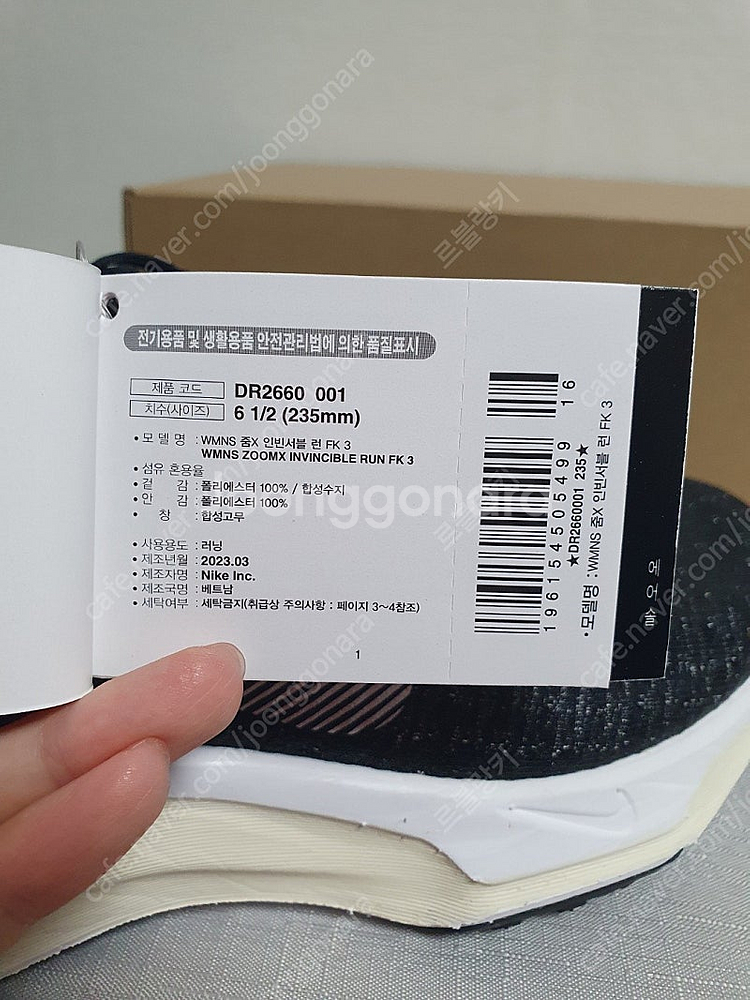 전기용품 및 생활용품 안전관리법에 의한 품질표시
제품 코드 DR2660 001
치수(사이즈) 6 1/2 (235mm)
• 모 델 명 : WMNS 줌X 인빈서블 런 FK 3
WMNS ZOOMX INVINCIBLE RUN FK 3
• 섬유 혼용율
• 겉 감 : 폴리에스터 100% / 합성수지
• 안 감 : 폴리에스터 100%
• 창 : 합성고무
• 사용용도 : 러닝
• 제조년월 : 2023.03
• 제조자명 : Nike Inc.
• 제조국명 : 베트남
• 세탁여부 : 세탁금지(취급상 주의사항 : 페이지 3~4참조)
1
16
196154505499
★DR2660001 235★
• 모델명 : WMNS 줌X 인빈서블 런 FK 3
joonggonara
cafe.naver.com/joonggonara
르블랑키